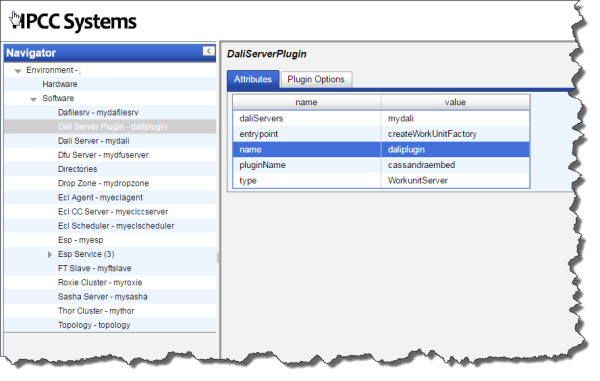 HPCC Systems
Navigator
<
Environment - .
Hardware
Software
Dafilesrv - mydafilesrv
Dali Server Plugin - daliplugin
Dali Server - mydali
Dfu Server - mydfuserver
Directories
Drop Zone - mydropzone
Ecl Agent - myeclagent
Ecl CC Server - myeclccserver
Ecl Scheduler - myeclscheduler
Esp - myesp
Esp Service (3)
FT Slave - myftslave
Roxie Cluster - myroxie
Sasha Server - mysasha
Thor Cluster - mythor
Topology - topology
DaliServerPlugin
Attributes Plugin Options
name value
daliServers mydali
entrypoint createWorkUnitFactory
name daliplugin
pluginName cassandraembed
type WorkunitServer